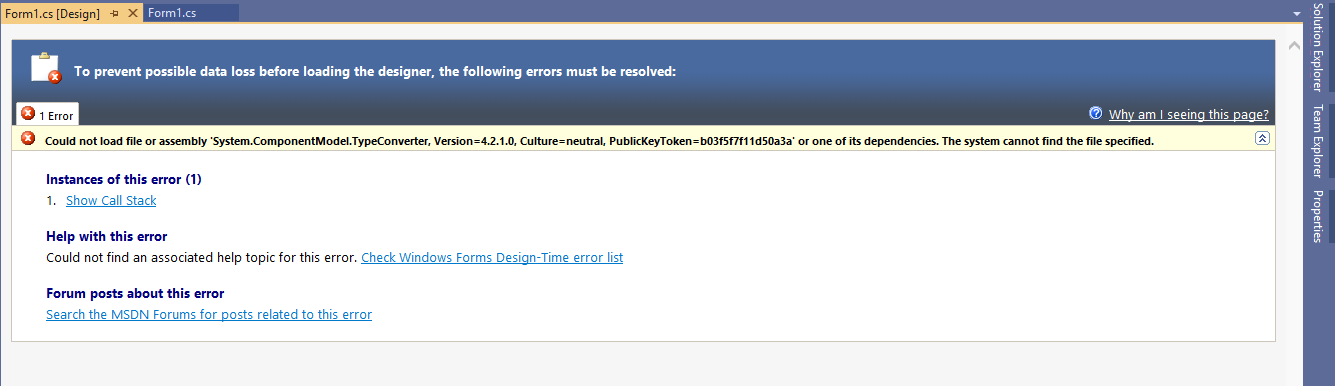 Form1.cs [Design]
Form1.cs
To prevent possible data loss before loading the designer, the following errors must be resolved:
1 Error
Why am I seeing this page?
Could not load file or assembly 'System.ComponentModel.TypeConverter, Version=4.2.1.0, Culture=neutral, PublicKeyToken=b03f5f7f11d50a3a' or one of its dependencies. The system cannot find the file specified.
Instances of this error (1)
1. Show Call Stack
Help with this error
Could not find an associated help topic for this error. Check Windows Forms Design-Time error list
Forum posts about this error
Search the MSDN Forums for posts related to this error
Solution Explorer
Team Explorer
Properties